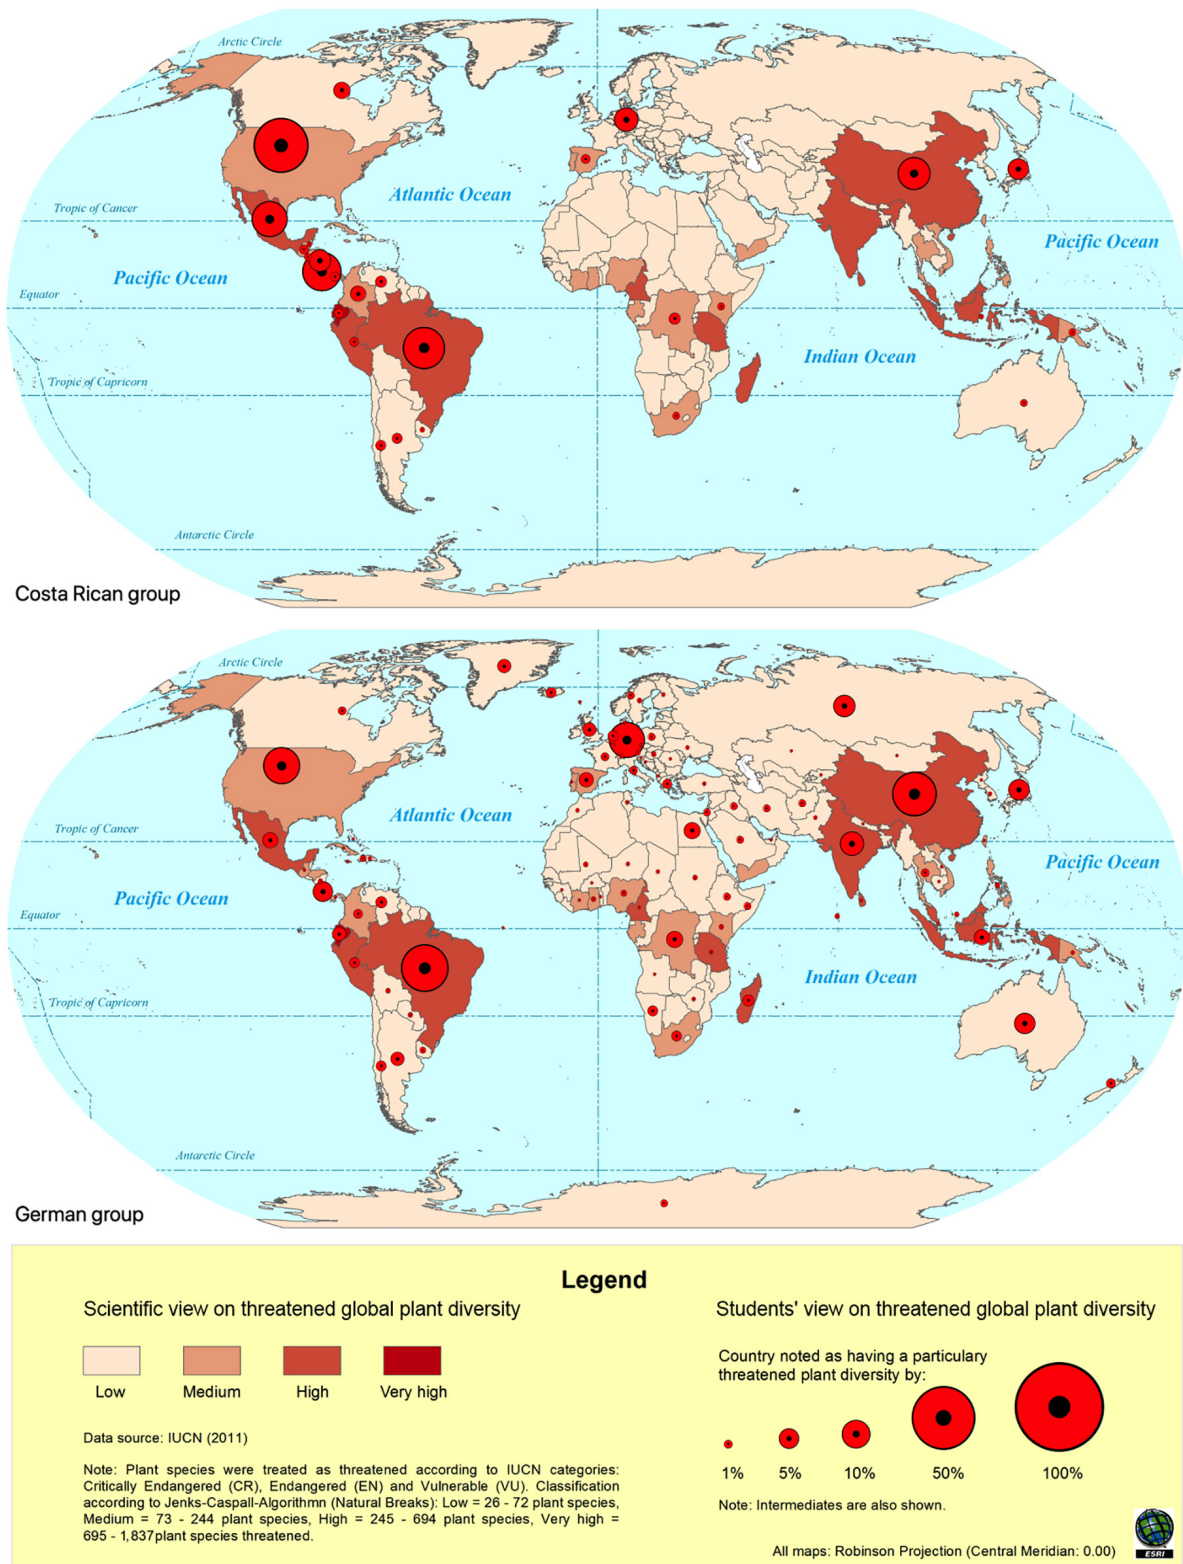 Arctic Circle
Atlantic Ocean
Tropic of Cancer
Pacific Ocean
Pacific Ocean
Equator
Indian Ocean
Tropic of Capricorn
Antarctic Circle
Costa Rican group
Arctic Circle
Atlantic Ocean
Tropic of Cancer
Pacific Ocean
Pacific Ocean
Equator
Indian Ocean
Tropic of Capricorn
Antarctic Circle
German group
Legend
Scientific view on threatened global plant diversity
Low
Medium
High
Very high
Data source: IUCN (2011)
Note: Plant species were treated as threatened according to IUCN categories:
Critically Endangered (CR), Endangered (EN) and Vulnerable (VU). Classification
according to Jenks-Caspall-Algorithmn (Natural Breaks): Low = 26 - 72 plant species,
Medium = 73 - 244 plant species, High = 245 - 694 plant species, Very high =
695 - 1,837plant species threatened.
Students' view on threatened global plant diversity
Country noted as having a particulary
threatened plant diversity by:
1%
5%
10%
50%
100%
Note: Intermediates are also shown.
ESRI
All maps: Robinson Projection (Central Meridian: 0.00)